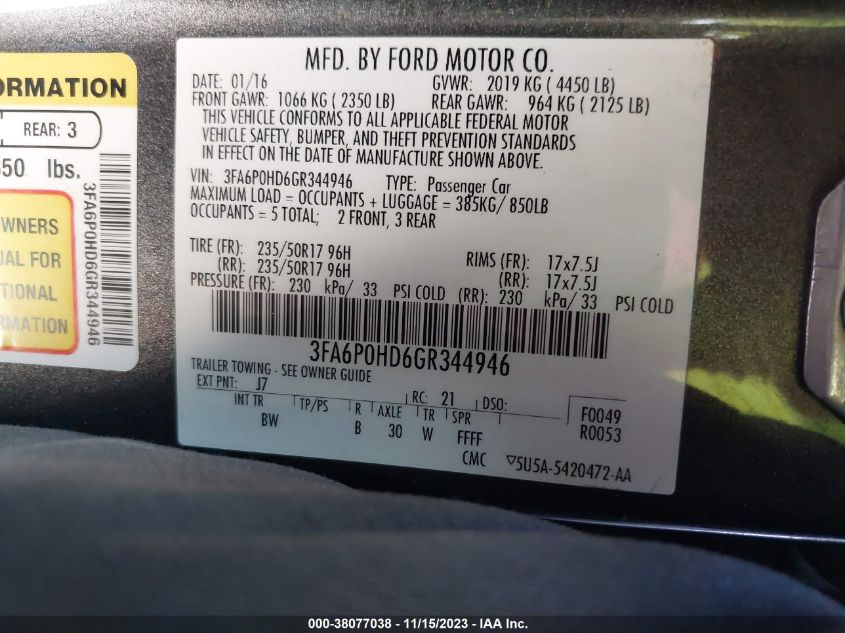 ORMATION
REAR: 3
50 lbs.
3FA6P0HD6GR344946
OWNERS
UAL FOR
TIONAL
RMATION
MFD. BY FORD MOTOR CO.
DATE: 01/16 GVWR: 2019 KG ( 4450 LB)
FRONT GAWR: 1066 KG ( 2350 LB) REAR GAWR: 964 KG ( 2125 LB)
THIS VEHICLE CONFORMS TO ALL APPLICABLE FEDERAL MOTOR
VEHICLE SAFETY, BUMPER, AND THEFT PREVENTION STANDARDS
IN EFFECT ON THE DATE OF MANUFACTURE SHOWN ABOVE.
VIN: 3FA6P0HD6GR344946 TYPE: Passenger Car
MAXIMUM LOAD = OCCUPANTS + LUGGAGE = 385KG/ 850LB
OCCUPANTS = 5 TOTAL; 2 FRONT, 3 REAR
TIRE (FR): 235/50R17 96H RIMS (FR): 17x7.5J
(RR): 235/50R17 96H (RR): 17x7.5J
PRESSURE (FR): 230 kPa/ 33 PSI COLD (RR): 230 kPa/ 33 PSI COLD
3FA6P0HD6GR344946
TRAILER TOWING - SEE OWNER GUIDE
EXT PNT: J7 RC: 21 DSO:
INT TR TP/PS R AXLE TR SPR F0049
BW B 30 W FFFF R0053
CMC ▽5U5A-5420472-AA
000-38077038 - 11/15/2023 - IAA Inc.